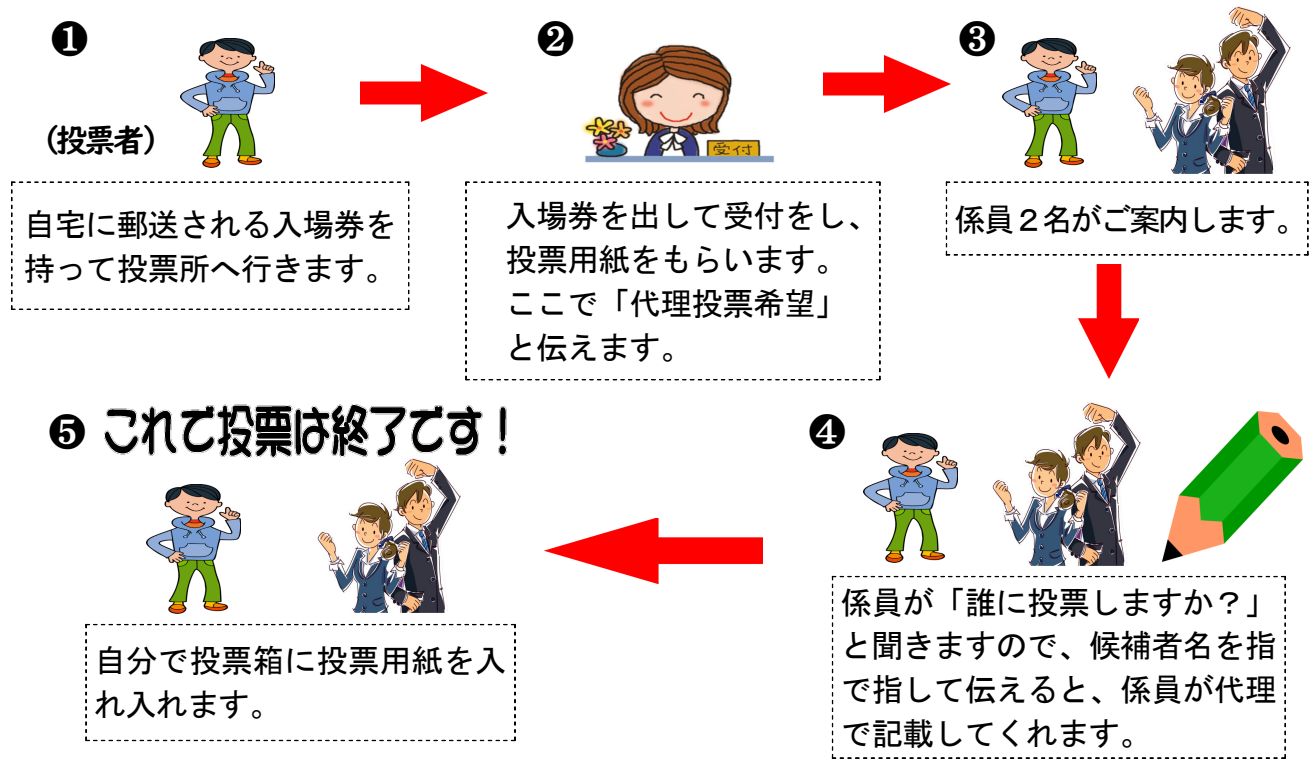 ❶
(投票者)
自宅に郵送される入場券を
持って投票所へ行きます。
❷
受付
入場券を出して受付をし、
投票用紙をもらいます。
ここで「代理投票希望」
と伝えます。
❸
係員２名がご案内します。
❹
係員が「誰に投票しますか？」
と聞きますので、候補者名を指
で指して伝えると、係員が代理
で記載してくれます。
❺ これで投票は終了です！
自分で投票箱に投票用紙を入
れ入れます。